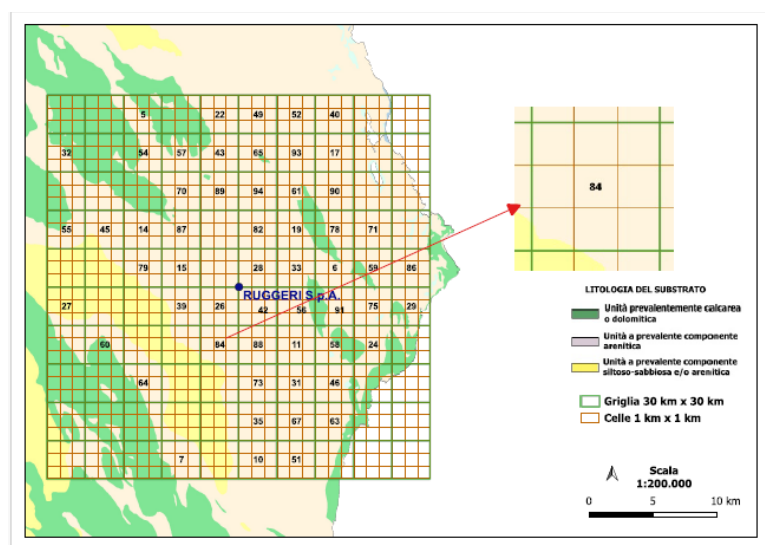 5 22 49 52 40
32 54 57 43 65 93 17
70 89 94 61 90
55 45 14 87 82 19 78 71
79 15 28 33 6 59 86
RUGGERI S.p.A.
27 39 26 42 56 91 75 29
60 84 88 11 58 24
64 73 31 46
35 67 63
7 10 51
84
LITOLOGIA DEL SUBSTRATO
Unità prevalentemente calcarea
o dolomitica
Unità a prevalente componente
arenitica
Unità a prevalente componente
siltoso-sabbiosa e/o arenitica
Griglia 30 km x 30 km
Celle 1 km x 1 km
Scala
1:200.000
0 5 10 km